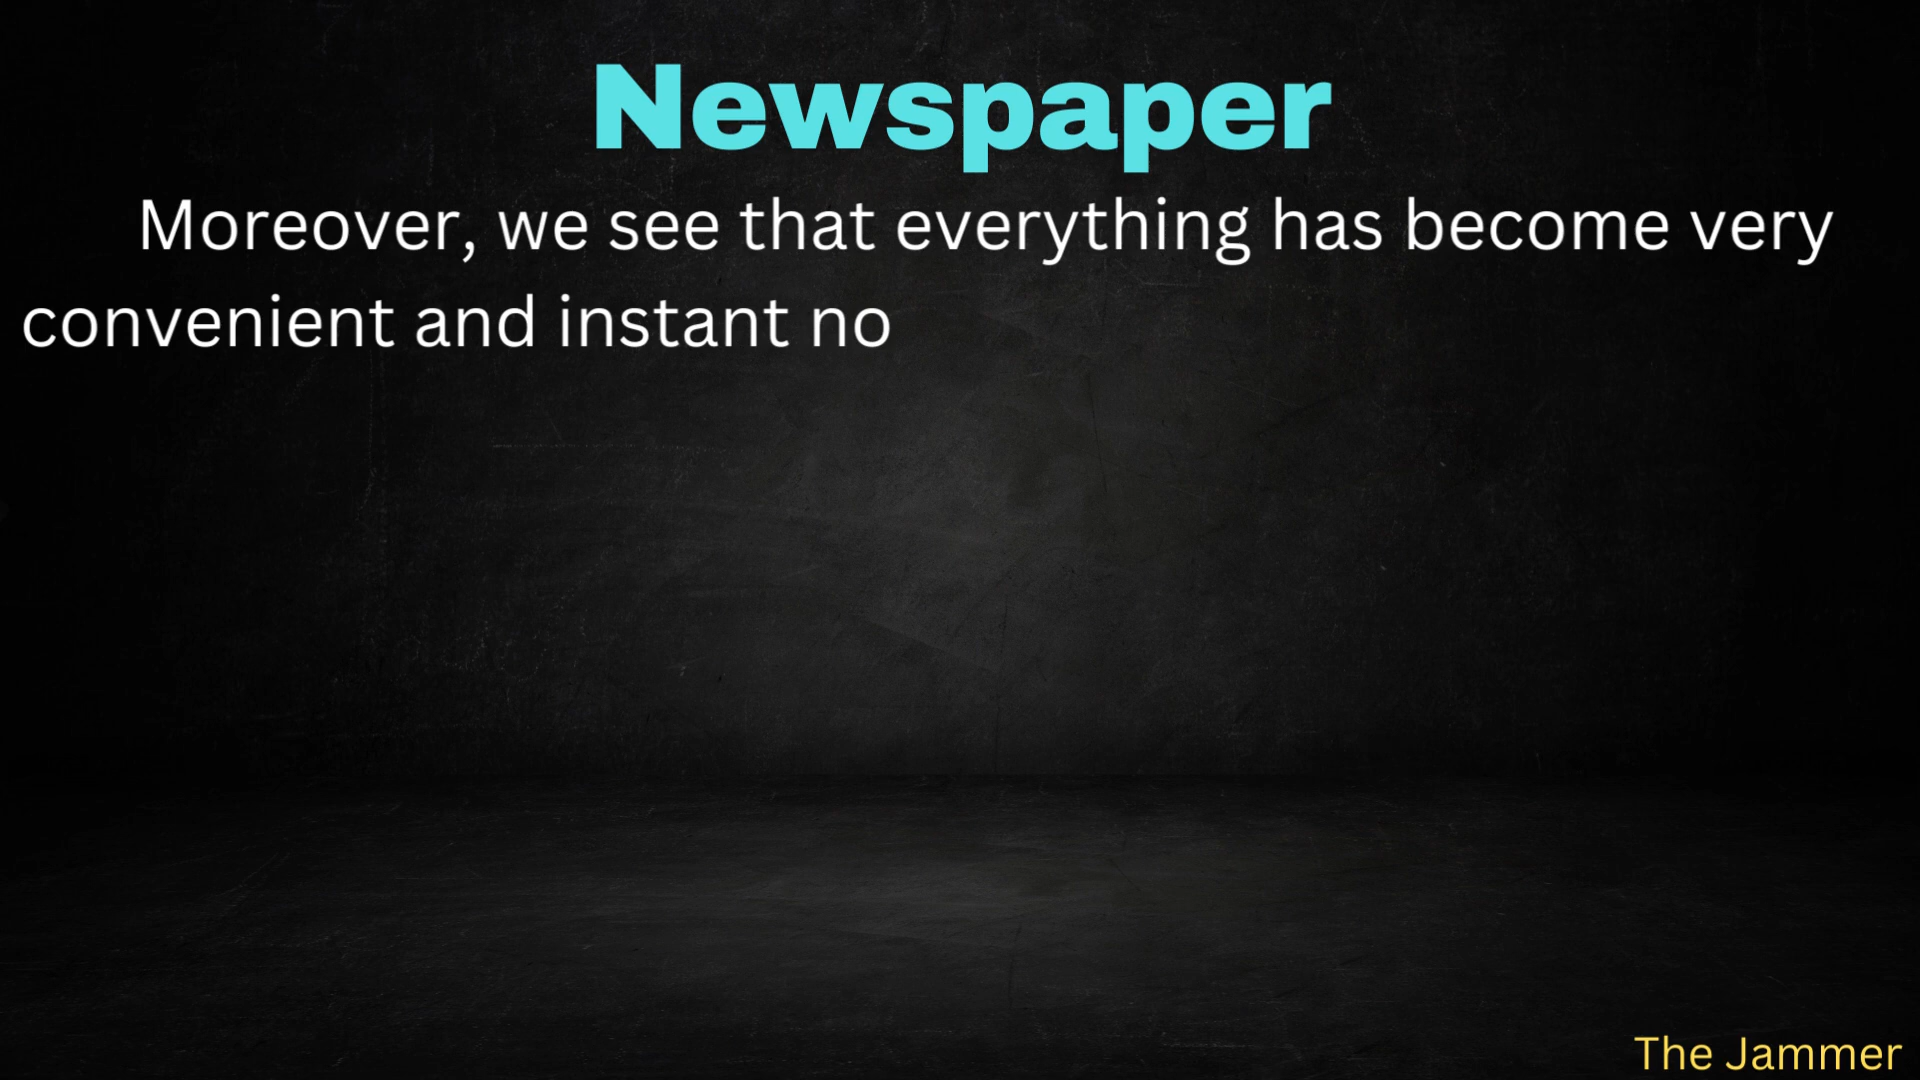 Newspaper
Moreover, we see that everything has become very
convenient and instant no
The Jammer